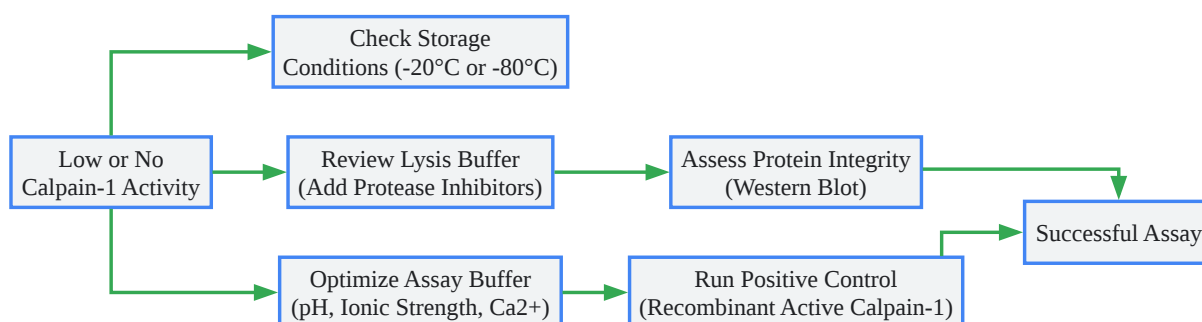 Check Storage
Conditions (-20°C or -80°C)
Low or No
Calpain-1 Activity
Review Lysis Buffer
(Add Protease Inhibitors)
Assess Protein Integrity
(Western Blot)
Successful Assay
Optimize Assay Buffer
(pH, Ionic Strength, Ca2+)
Run Positive Control
(Recombinant Active Calpain-1)